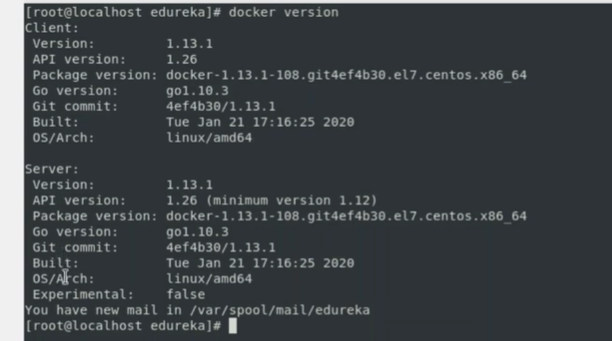 [root@localhost edureka]# docker version
Client:
 Version:         1.13.1
 API version:     1.26
 Package version: docker-1.13.1-108.git4ef4b30.el7.centos.x86_64
 Go version:      go1.10.3
 Git commit:      4ef4b30/1.13.1
 Built:           Tue Jan 21 17:16:25 2020
 OS/Arch:         linux/amd64

Server:
 Version:         1.13.1
 API version:     1.26 (minimum version 1.12)
 Package version: docker-1.13.1-108.git4ef4b30.el7.centos.x86_64
 Go version:      go1.10.3
 Git commit:      4ef4b30/1.13.1
 Built:           Tue Jan 21 17:16:25 2020
 OS/Arch:         linux/amd64
 Experimental:    false
You have new mail in /var/spool/mail/edureka
[root@localhost edureka]#